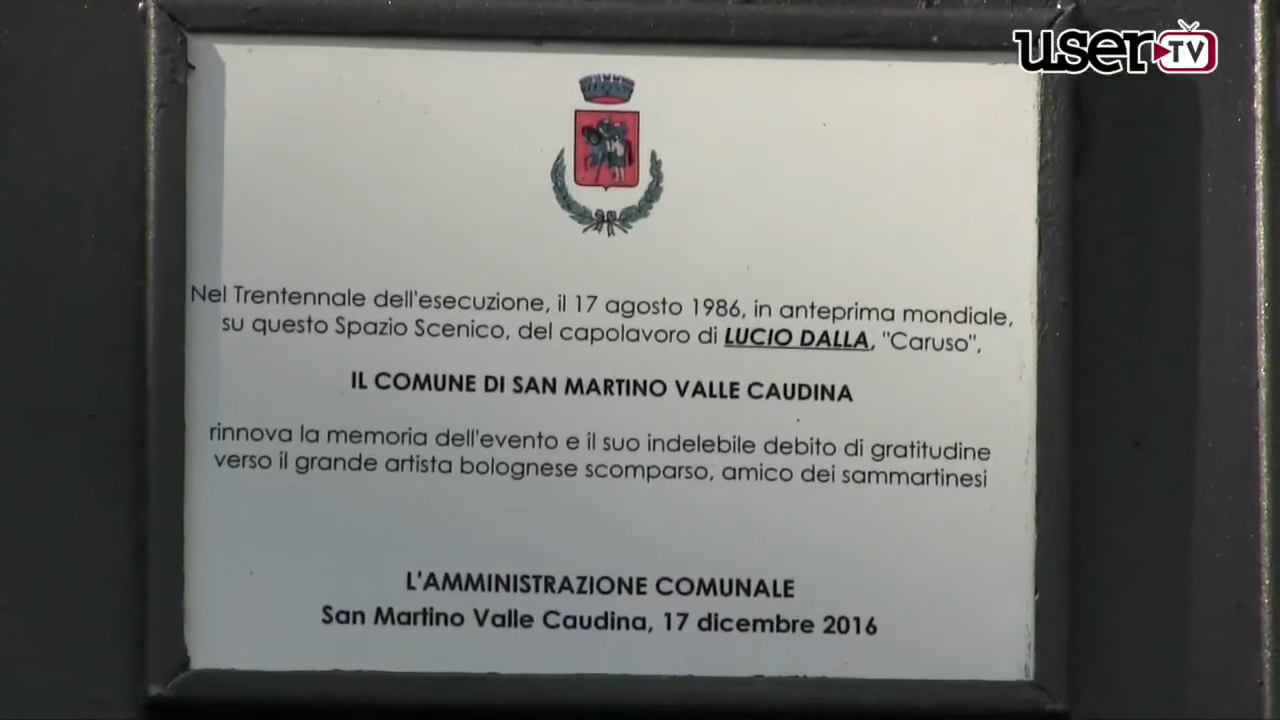 user TV
Nel Trentennale dell'esecuzione, il 17 agosto 1986, in anteprima mondiale,
su questo Spazio Scenico, del capolavoro di LUCIO DALLA, "Caruso",
IL COMUNE DI SAN MARTINO VALLE CAUDINA
rinnova la memoria dell'evento e il suo indelebile debito di gratitudine
verso il grande artista bolognese scomparso, amico dei sammartinesi
L'AMMINISTRAZIONE COMUNALE
San Martino Valle Caudina, 17 dicembre 2016